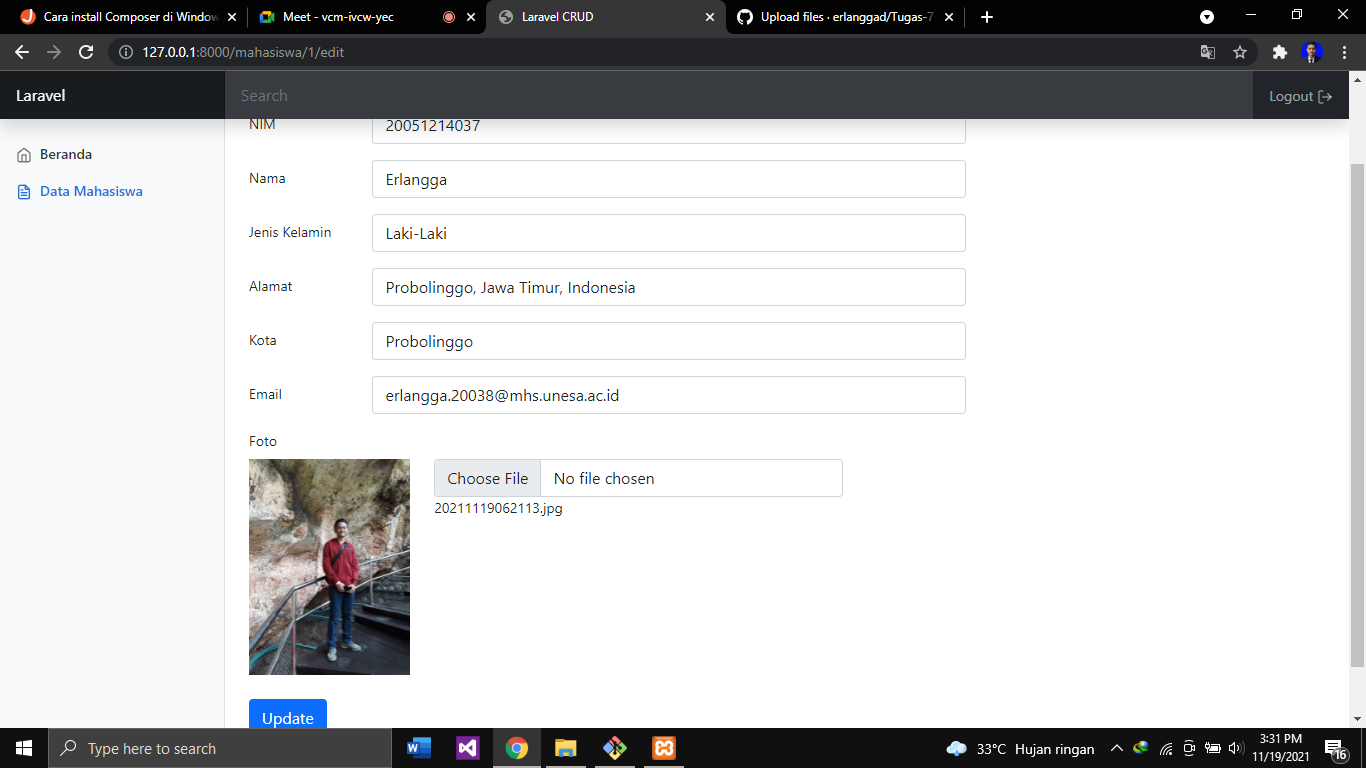 Cara install Composer di Window
Meet - vcm-ivcw-yec
Laravel CRUD
Upload files · erlanggad/Tugas-7
127.0.0.1:8000/mahasiswa/1/edit
Laravel
Search
Logout
NIM
20051214037
Beranda
Data Mahasiswa
Nama
Erlangga
Jenis Kelamin
Laki-Laki
Alamat
Probolinggo, Jawa Timur, Indonesia
Kota
Probolinggo
Email
erlangga.20038@mhs.unesa.ac.id
Foto
Choose File
No file chosen
20211119062113.jpg
Update
Type here to search
33°C Hujan ringan
3:31 PM
11/19/2021
16